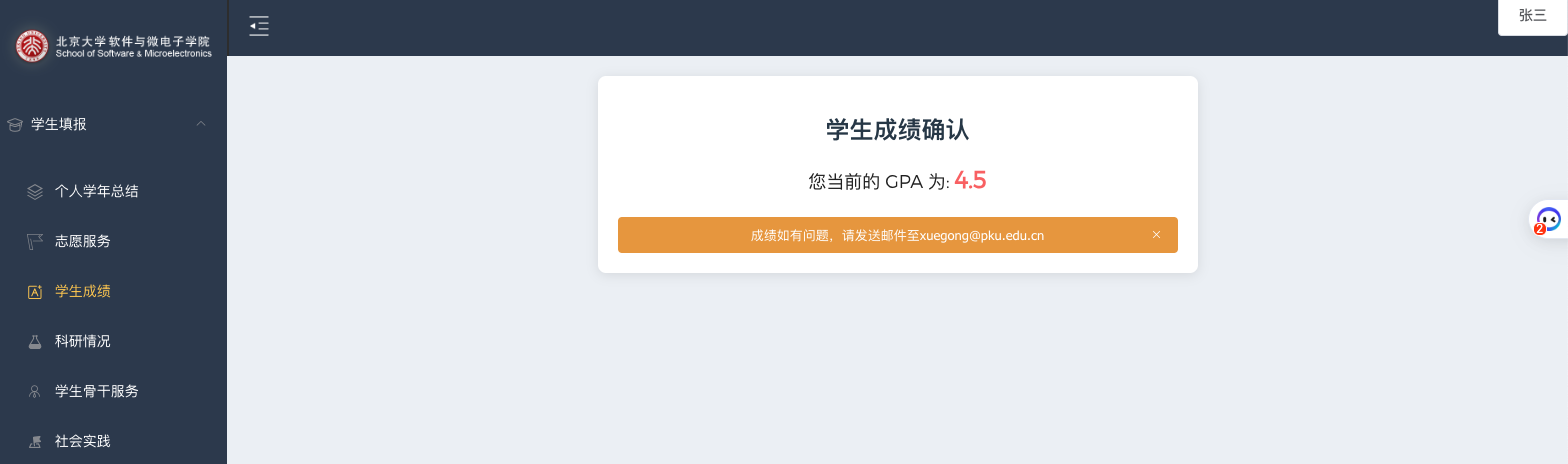 北京大学软件与微电子学院
School of Software & Microelectronics
张三
学生填报
个人学年总结
志愿服务
学生成绩
科研情况
学生骨干服务
社会实践
学生成绩确认
您当前的 GPA 为: 4.5
成绩如有问题，请发送邮件至xuegong@pku.edu.cn
2